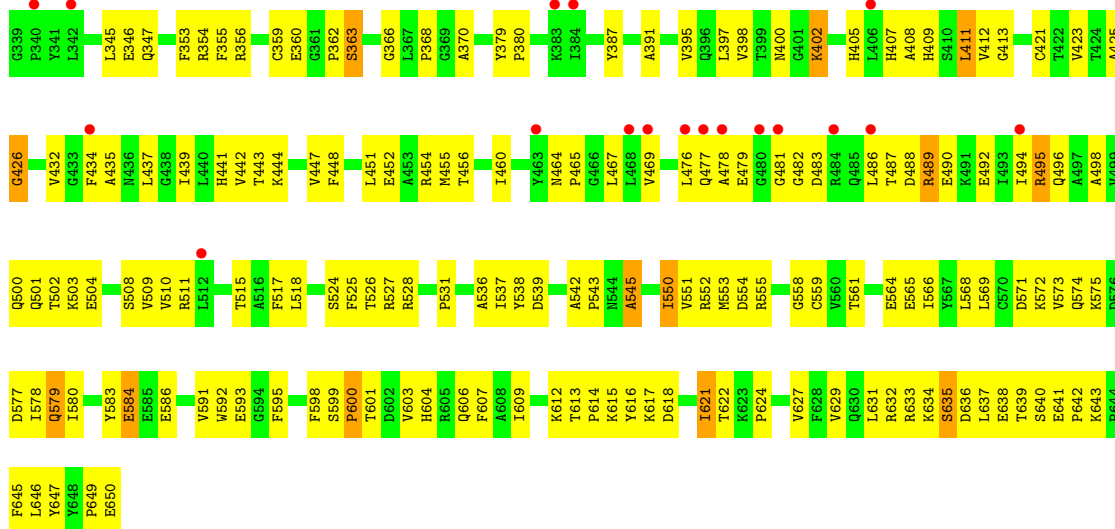 G339 P340 Y341 L342 L345 E346 Q347 F353 R354 F355 R356 C359 E360 G361 P362 S363 G366 L367 P368 G369 A370 Y379 P380 K383 I384 Y387 A391 V395 Q396 L397 V398 T399 N400 G401 K402 H405 L406 H407 A408 H409 S410 L411 V412 G413 C421 T422 V423 T424 A425
G426 V432 G433 F434 A435 N436 L437 G438 I439 L440 H441 V442 T443 K444 V447 F448 L451 E452 A453 R454 M455 T456 I460 Y463 N464 P465 G466 L467 L468 V469 L476 Q477 A478 E479 G480 G481 G482 D483 R484 Q485 L486 T487 D488 R489 E490 K491 E492 I493 I494 R495 Q496 A497 A498 V499
Q500 Q501 T502 K503 E504 S508 V509 V510 R511 L512 T515 A516 F517 L518 S524 F525 T526 R527 R528 P531 A536 I537 Y538 D539 A542 P543 N544 A545 I550 V551 R552 M553 D554 R555 G558 C559 V560 T561 E564 E565 I566 Y567 L568 L569 C570 D571 K572 V573 Q574 K575
D577 I578 Q579 I580 Y583 E584 E585 E586 V591 W592 E593 G594 F595 F598 S599 P600 T601 D602 V603 H604 R605 Q606 F607 A608 I609 K612 T613 P614 K615 Y616 K617 D618 I621 T622 K623 P624 V627 F628 V629 Q630 L631 R632 R633 K634 S635 D636 L637 E638 T639 S640 E641 P642 K643
F645 L646 Y647 Y648 P649 E650